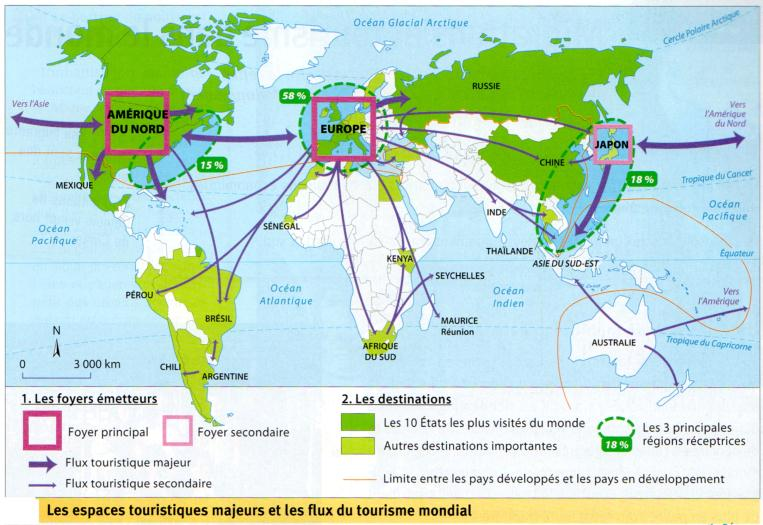 Océan Glacial Arctique
Cercle Polaire Arctique
RUSSIE
58 %
Vers l'Asie
AMÉRIQUE
DU NORD
EUROPE
JAPON
Vers
l'Amérique
du Nord
CHINE
15 %
18 %
MEXIQUE
Tropique du Cancer
Océan
Pacifique
SÉNÉGAL
INDE
THAÏLANDE
Océan
Pacifique
KENYA
ASIE DU SUD-EST
Équateur
SEYCHELLES
PÉROU
Océan
Atlantique
Océan
Indien
Vers
l'Amérique
BRÉSIL
MAURICE
Réunion
N
0 3 000 km
CHILI
ARGENTINE
AFRIQUE
DU SUD
AUSTRALIE
Tropique du Capricorne
1. Les foyers émetteurs
Foyer principal
Foyer secondaire
Flux touristique majeur
Flux touristique secondaire
2. Les destinations
Les 10 États les plus visités du monde
Autres destinations importantes
18 %
Les 3 principales
régions réceptrices
Limite entre les pays développés et les pays en développement
Les espaces touristiques majeurs et les flux du tourisme mondial